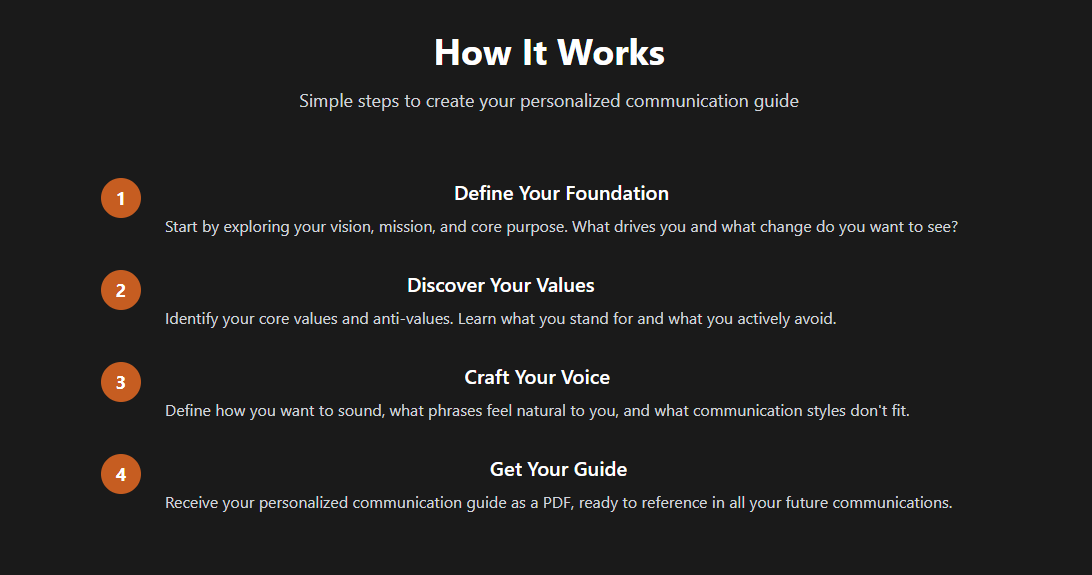 How It Works
Simple steps to create your personalized communication guide
1
Define Your Foundation
Start by exploring your vision, mission, and core purpose. What drives you and what change do you want to see?
2
Discover Your Values
Identify your core values and anti-values. Learn what you stand for and what you actively avoid.
3
Craft Your Voice
Define how you want to sound, what phrases feel natural to you, and what communication styles don't fit.
4
Get Your Guide
Receive your personalized communication guide as a PDF, ready to reference in all your future communications.